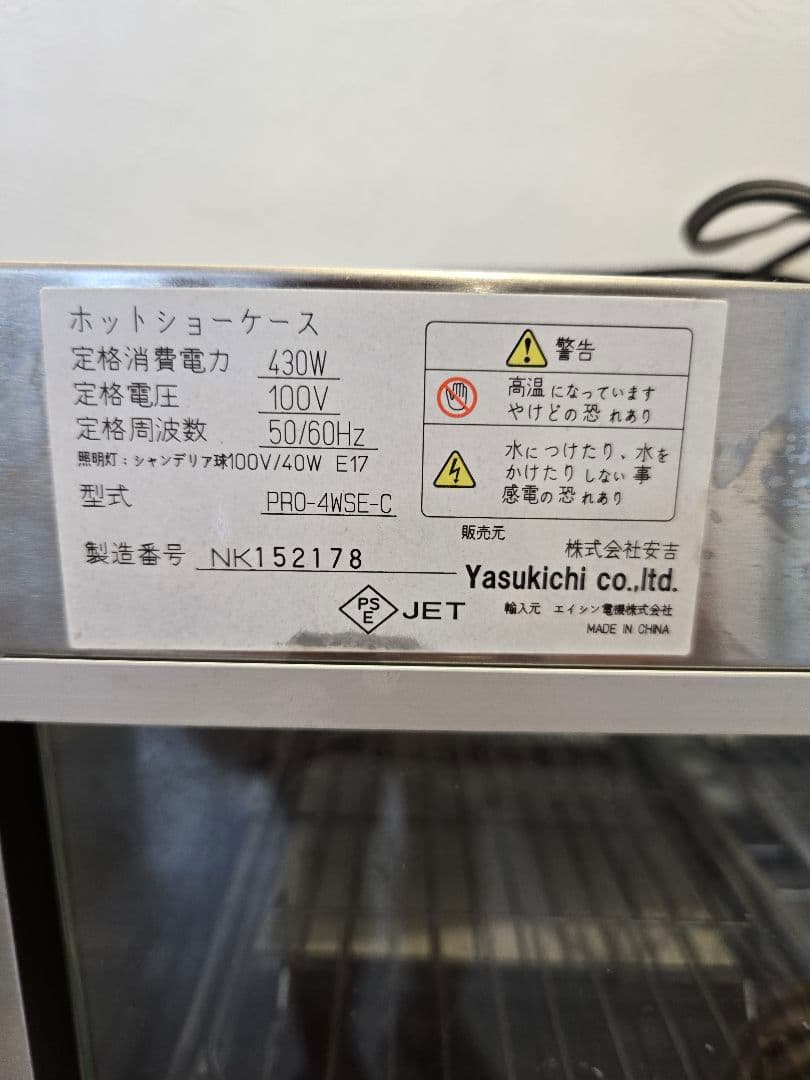 ホットショーケース
定格消費電力 430W
定格電圧 100V
定格周波数 50/60Hz
照明灯：シャンデリア球100V/40W E17
型式 PRO-4WSE-C
製造番号 NK152178
PS
E
JET
警告
高温になっています
やけどの恐れあり
水につけたり、水を
かけたりしない事
感電の恐れあり
販売元
株式会社安吉
Yasukichi co.,ltd.
輸入元 エイシン電機株式会社
MADE IN CHINA